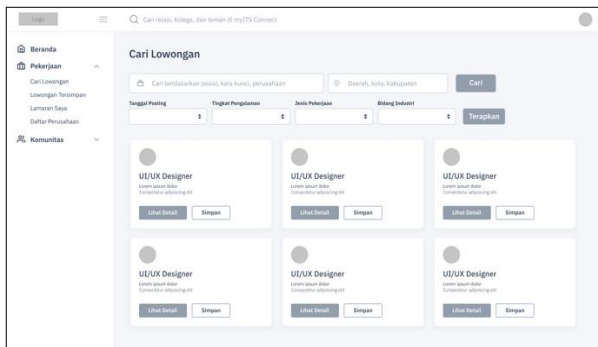 Logo
Cari relasi, kolega, dan teman di myITS Connect
Beranda
Pekerjaan
Cari Lowongan
Lowongan Tersimpan
Lamaran Saya
Daftar Perusahaan
Komunitas
Cari Lowongan
Cari berdasarkan posisi, kata kunci, perusahaan
Daerah, kota, kabupaten
Cari
Tanggal Posting
Tingkat Pengalaman
Jenis Pekerjaan
Bidang Industri
Terapkan
UI/UX Designer
Lorem ipsum dolor
Consectetur adipiscing elit
Lihat Detail
Simpan
UI/UX Designer
Lorem ipsum dolor
Consectetur adipiscing elit
Lihat Detail
Simpan
UI/UX Designer
Lorem ipsum dolor
Consectetur adipiscing elit
Lihat Detail
Simpan
UI/UX Designer
Lorem ipsum dolor
Consectetur adipiscing elit
Lihat Detail
Simpan
UI/UX Designer
Lorem ipsum dolor
Consectetur adipiscing elit
Lihat Detail
Simpan
UI/UX Designer
Lorem ipsum dolor
Consectetur adipiscing elit
Lihat Detail
Simpan